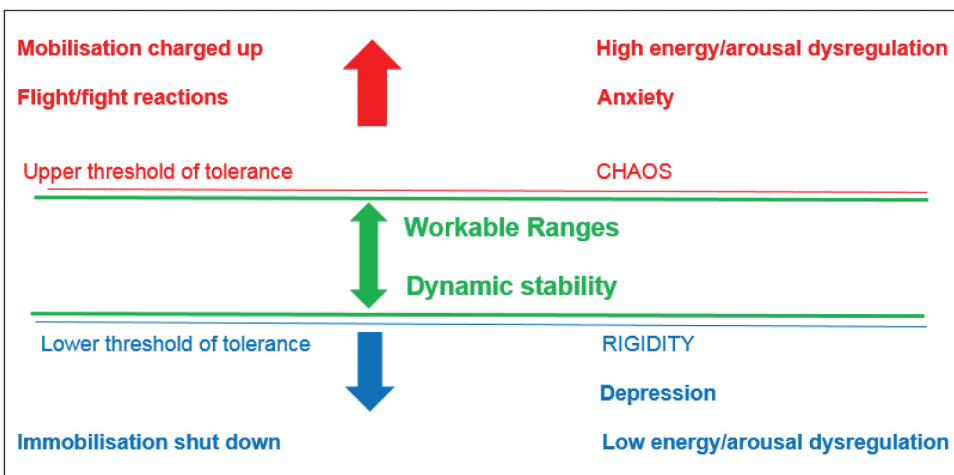 Mobilisation charged up
High energy/arousal dysregulation
Flight/fight reactions
Anxiety
Upper threshold of tolerance
CHAOS
Workable Ranges
Dynamic stability
Lower threshold of tolerance
RIGIDITY
Depression
Immobilisation shut down
Low energy/arousal dysregulation